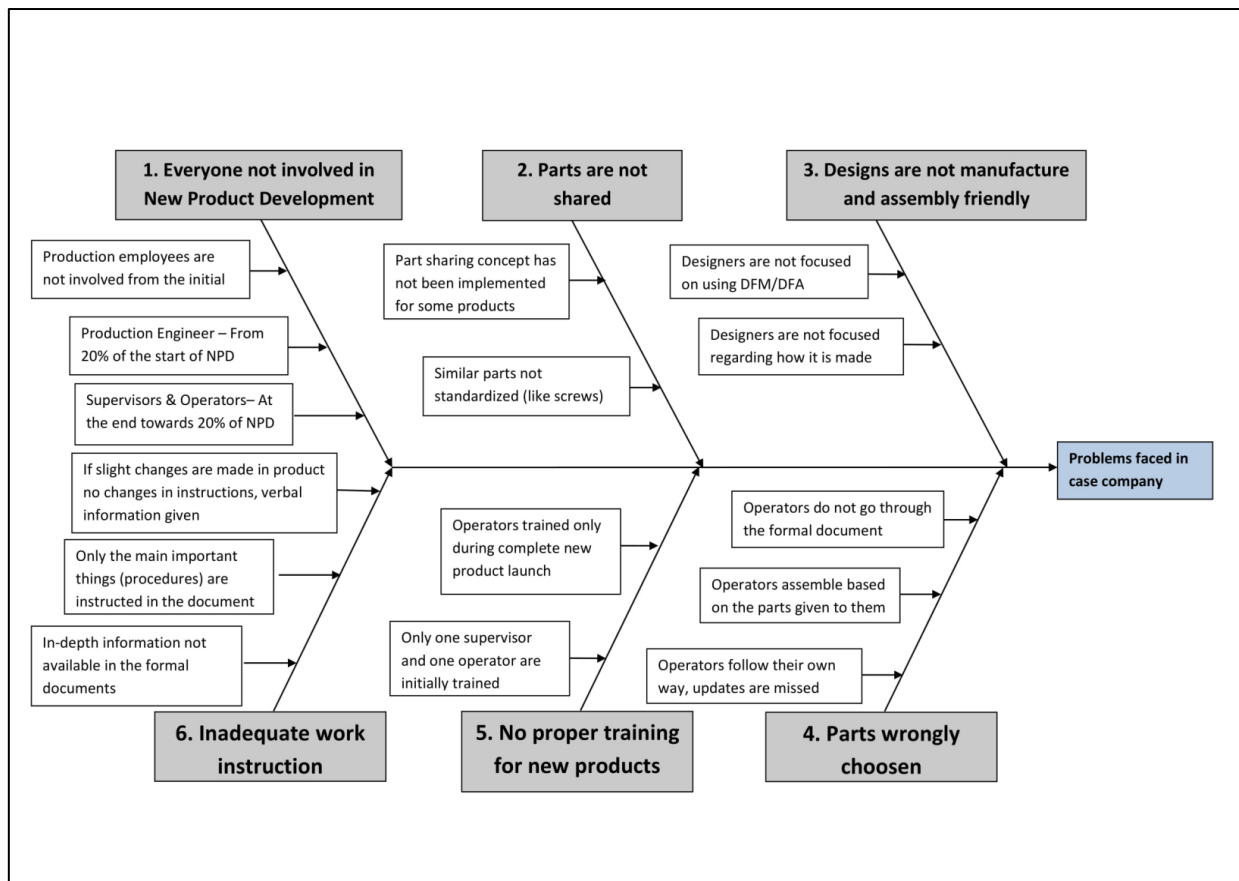 1. Everyone not involved in
New Product Development
2. Parts are not
shared
3. Designs are not manufacture
and assembly friendly
Production employees are
not involved from the initial
Production Engineer – From
20% of the start of NPD
Supervisors & Operators– At
the end towards 20% of NPD
Part sharing concept has
not been implemented
for some products
Similar parts not
standardized (like screws)
Designers are not focused
on using DFM/DFA
Designers are not focused
regarding how it is made
Problems faced in
case company
If slight changes are made in product
no changes in instructions, verbal
information given
Only the main important
things (procedures) are
instructed in the document
In-depth information not
available in the formal
documents
Operators trained only
during complete new
product launch
Only one supervisor
and one operator are
initially trained
Operators do not go through
the formal document
Operators assemble based
on the parts given to them
Operators follow their own
way, updates are missed
6. Inadequate work
instruction
5. No proper training
for new products
4. Parts wrongly
choosen